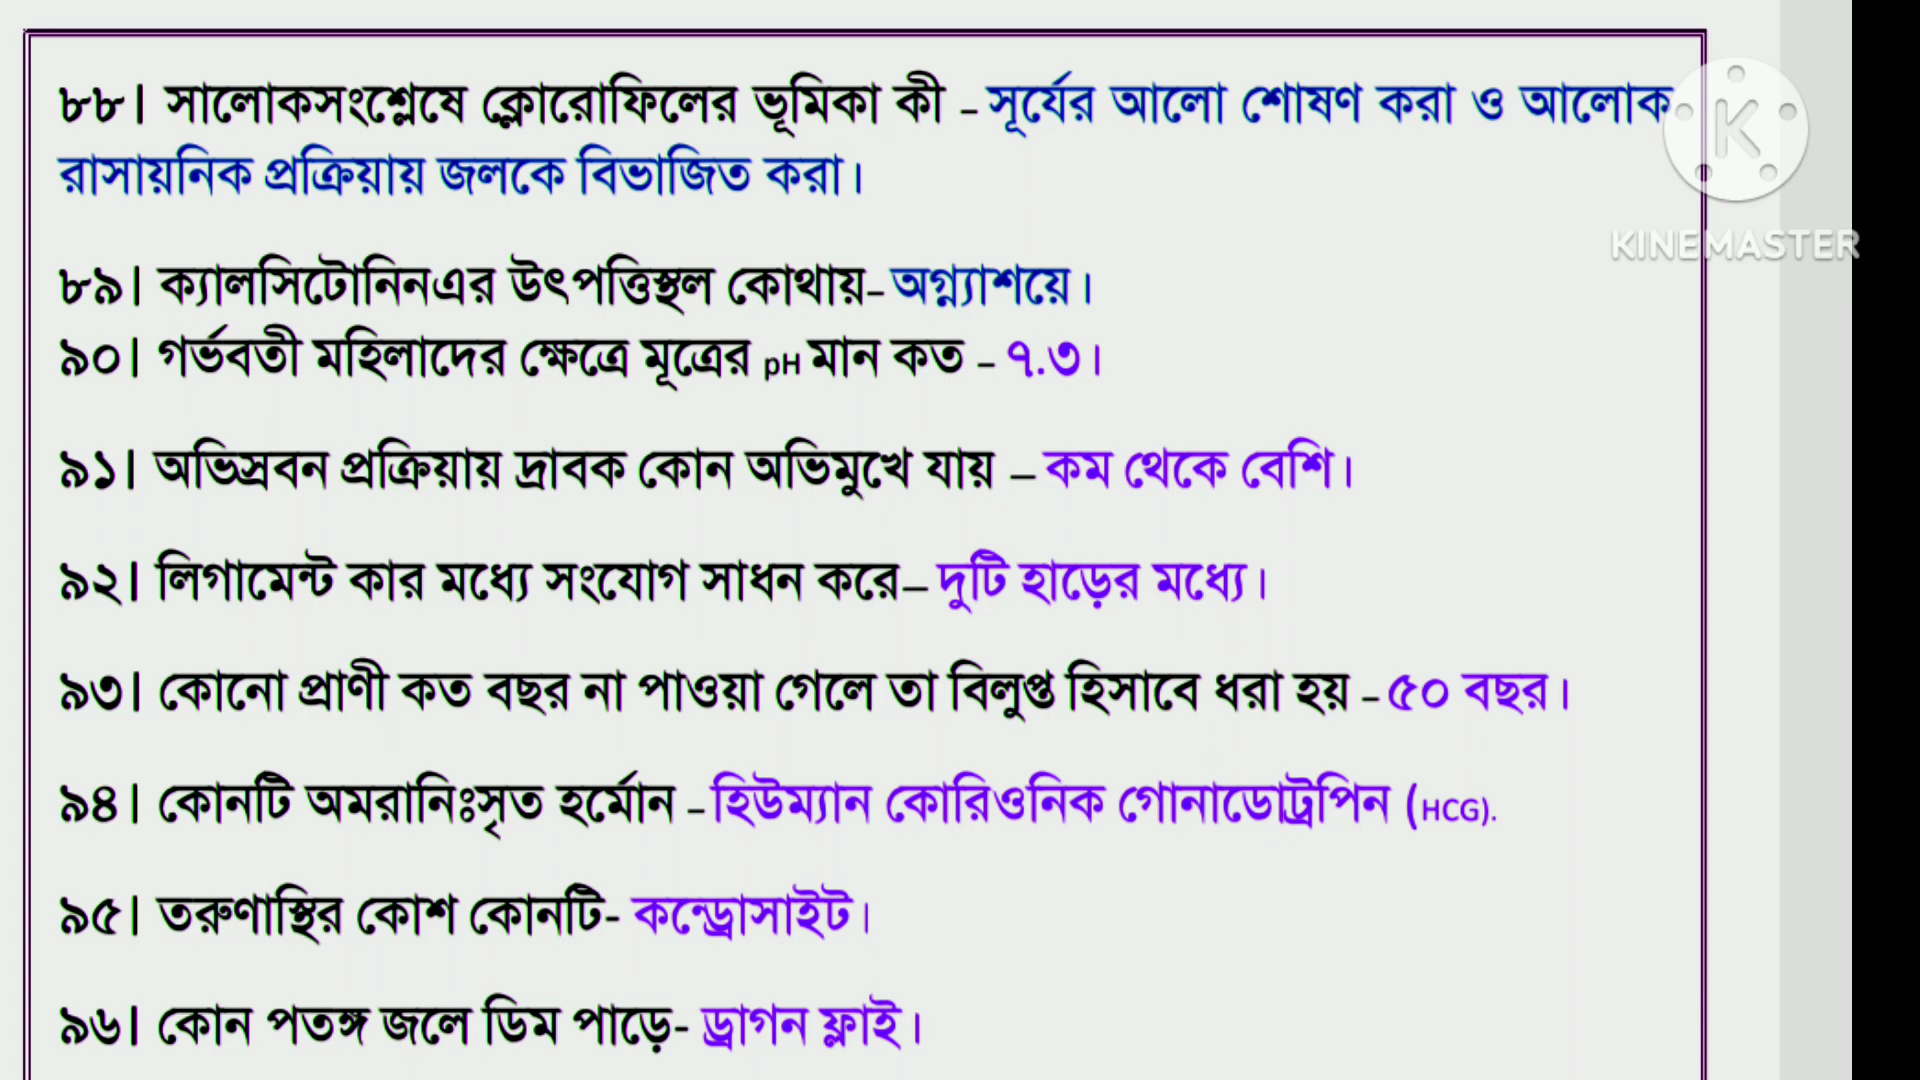 ৮৮। সালোকসংশ্লেষে ক্লোরোফিলের ভূমিকা কী - সূর্যের আলো শোষণ করা ও আলোক
রাসায়নিক প্রক্রিয়ায় জলকে বিভাজিত করা।
KINEMASTER
৮৯। ক্যালসিটোনিনএর উৎপত্তিস্থল কোথায়- অগ্ন্যাশয়ে।
৯০। গর্ভবতী মহিলাদের ক্ষেত্রে মূত্রের pH মান কত - ৭.৩।
৯১। অভিস্রবন প্রক্রিয়ায় দ্রাবক কোন অভিমুখে যায় – কম থেকে বেশি।
৯২। লিগামেন্ট কার মধ্যে সংযোগ সাধন করে– দুটি হাড়ের মধ্যে।
৯৩। কোনো প্রাণী কত বছর না পাওয়া গেলে তা বিলুপ্ত হিসাবে ধরা হয় - ৫০ বছর।
৯৪। কোনটি অমরানিঃসৃত হর্মোন - হিউম্যান কোরিওনিক গোনাডোট্রপিন (HCG).
৯৫। তরুণাস্থির কোশ কোনটি- কন্ড্রোসাইট।
৯৬। কোন পতঙ্গ জলে ডিম পাড়ে- ড্রাগন ফ্লাই।